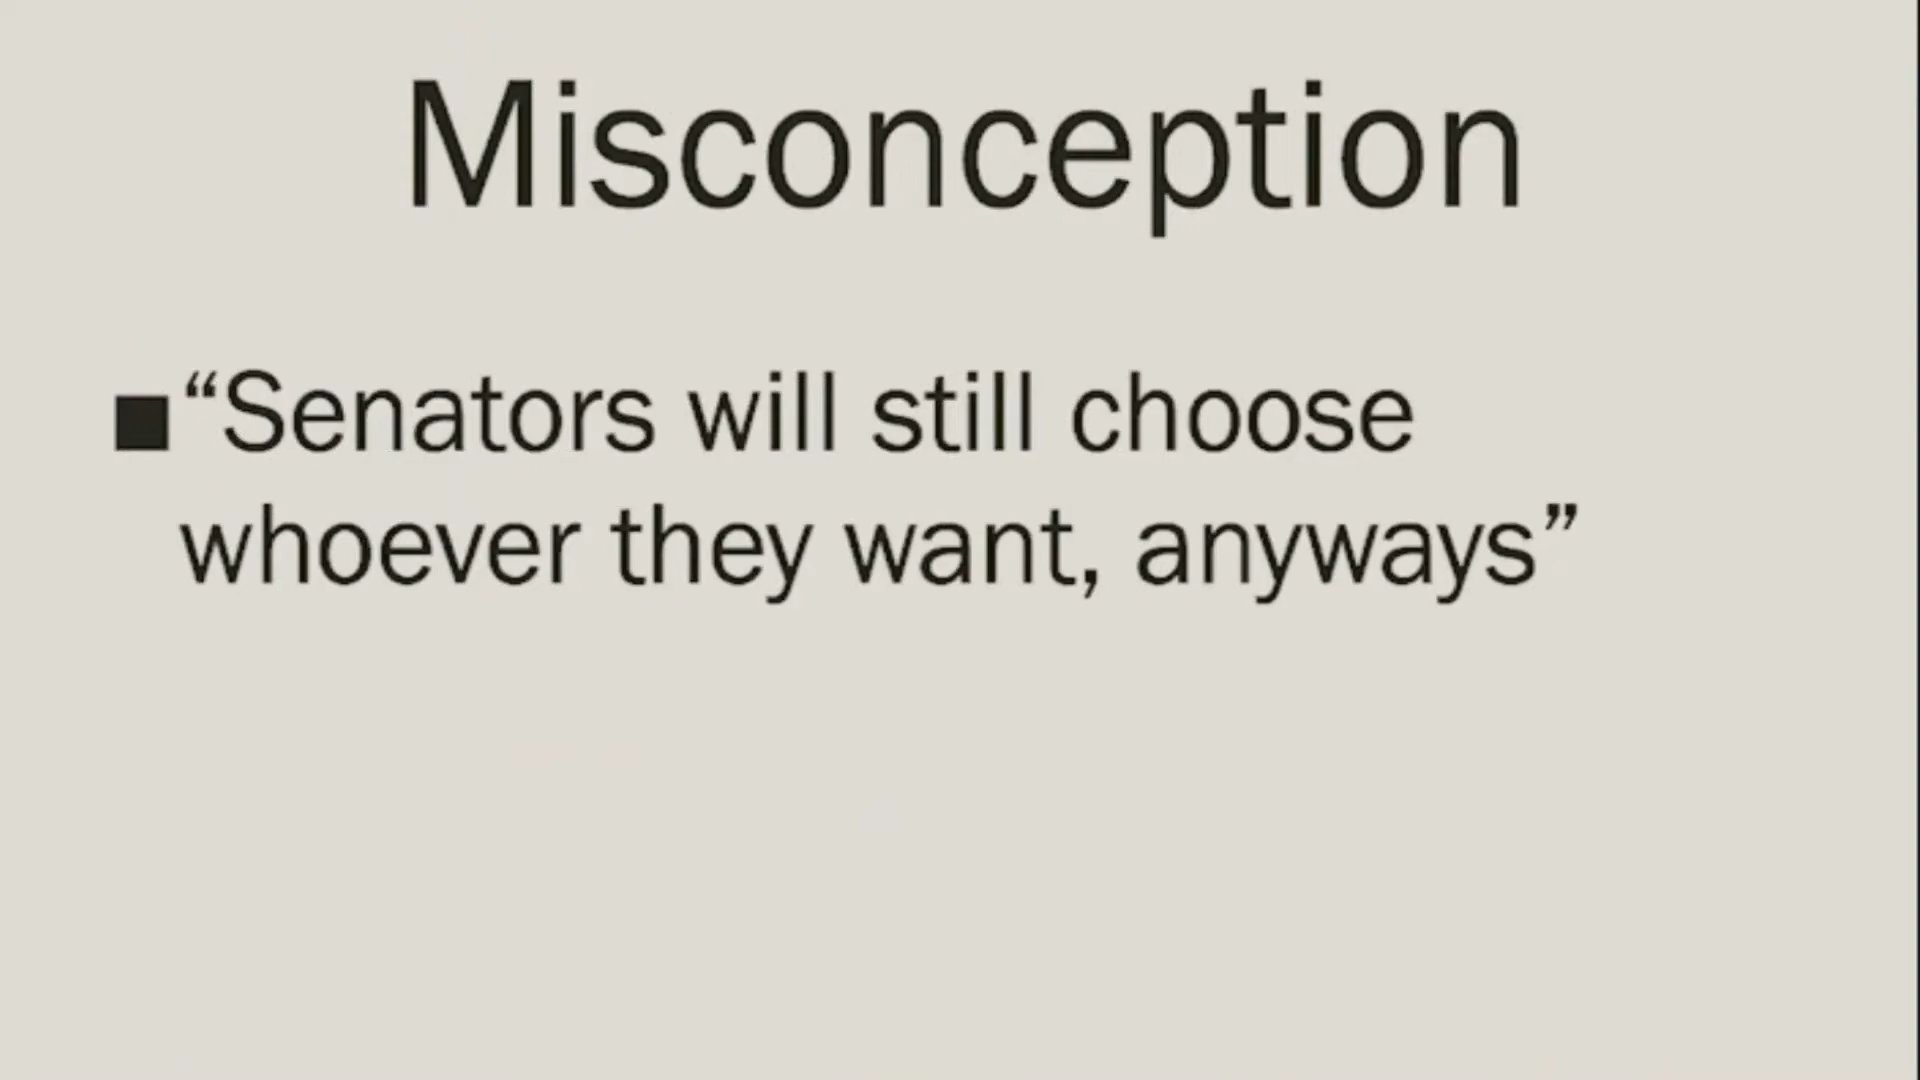 Misconception
■“Senators will still choose
whoever they want, anyways”